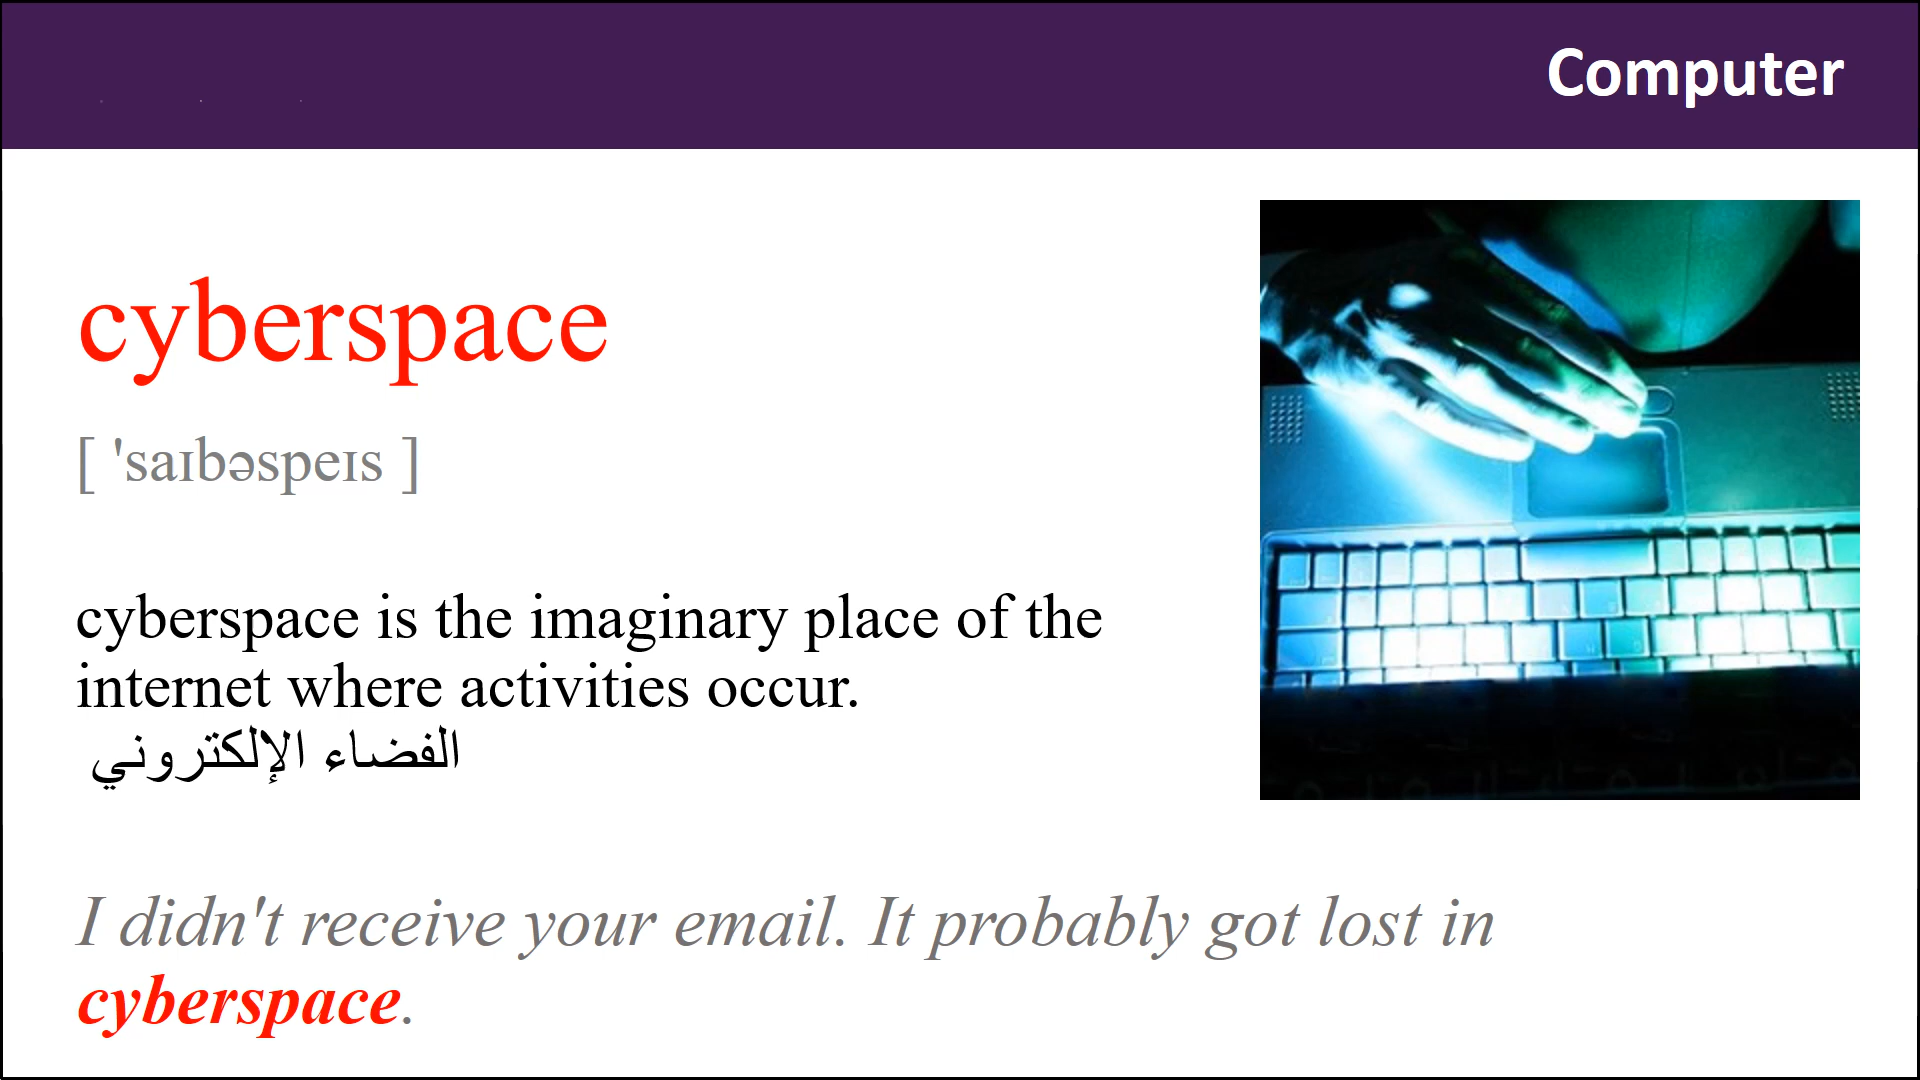 Computer
cyberspace
[ 'saɪbəspeɪs ]
cyberspace is the imaginary place of the
internet where activities occur.
الفضاء الإلكتروني
I didn't receive your email. It probably got lost in
cyberspace.